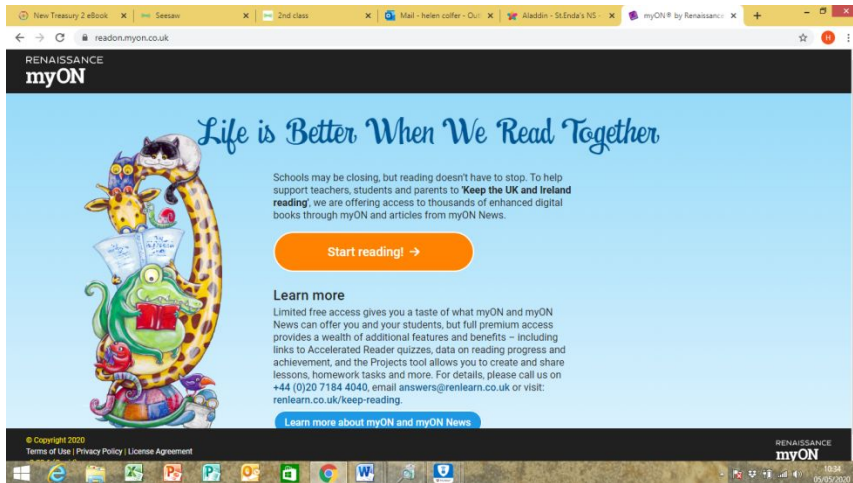 New Treasury 2 eBook
Seesaw
2nd class
Mail - helen colfer - Out
Aladdin - St.Enda's NS -
myON® by Renaissance
readon.myon.co.uk
H
RENAISSANCE
myON
Life is Better When We Read Together
Schools may be closing, but reading doesn't have to stop. To help
support teachers, students and parents to 'Keep the UK and Ireland
reading', we are offering access to thousands of enhanced digital
books through myON and articles from myON News.
Start reading! →
Learn more
Limited free access gives you a taste of what myON and myON
News can offer you and your students, but full premium access
provides a wealth of additional features and benefits – including
links to Accelerated Reader quizzes, data on reading progress and
achievement, and the Projects tool allows you to create and share
lessons, homework tasks and more. For details, please call us on
+44 (0)20 7184 4040, email answers@renlearn.co.uk or visit:
renlearn.co.uk/keep-reading.
Learn more about myON and myON News
© Copyright 2020
Terms of Use | Privacy Policy | License Agreement
RENAISSANCE
myON
10:34
05/05/2020